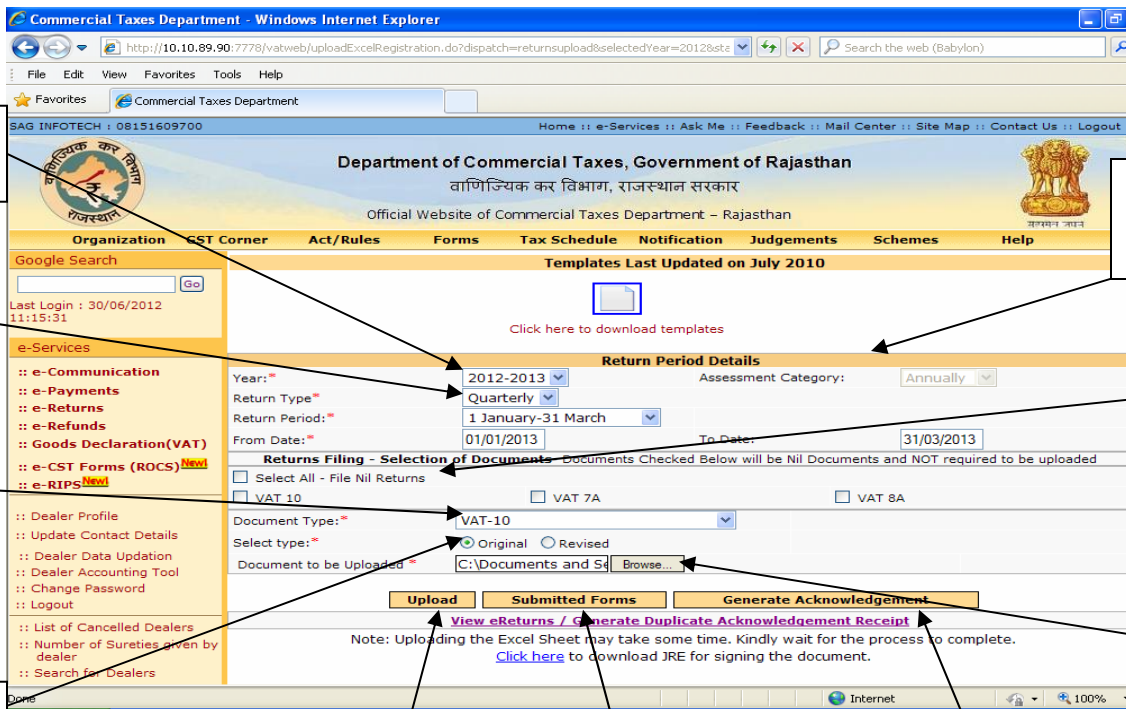 Commercial Taxes Department - Windows Internet Explorer
http://10.10.89.90:7778/vatweb/uploadExcelRegistration.do?dispatch=returnsupload&selectedYear=2012&sta
Search the web (Babylon)
File Edit View Favorites Tools Help
Favorites Commercial Taxes Department
SAG INFOTECH : 08151609700 Home :: e-Services :: Ask Me :: Feedback :: Mail Center :: Site Map :: Contact Us :: Logout
वाणिज्यिक कर विभाग
राजस्थान
Department of Commercial Taxes, Government of Rajasthan
वाणिज्यिक कर विभाग, राजस्थान सरकार
Official Website of Commercial Taxes Department – Rajasthan
सत्यमेव जयते
Organization CST Corner Act/Rules Forms Tax Schedule Notification Judgements Schemes Help
Google Search
Go
Last Login : 30/06/2012
11:15:31
e-Services
:: e-Communication
:: e-Payments
:: e-Returns
:: e-Refunds
:: Goods Declaration(VAT)
:: e-CST Forms (ROCS) New!
:: e-RIPS New!
:: Dealer Profile
:: Update Contact Details
:: Dealer Data Updation
:: Dealer Accounting Tool
:: Change Password
:: Logout
:: List of Cancelled Dealers
:: Number of Sureties given by
dealer
:: Search for Dealers
Templates Last Updated on July 2010
Click here to download templates
Return Period Details
Year:* 2012-2013 Assessment Category: Annually
Return Type* Quarterly
Return Period:* 1 January-31 March
From Date:* 01/01/2013 To Date: 31/03/2013
Returns Filing - Selection of Documents Documents Checked Below will be Nil Documents and NOT required to be uploaded
Select All - File Nil Returns
VAT 10 VAT 7A VAT 8A
Document Type:* VAT-10
Select type:* Original Revised
Document to be Uploaded * C:\Documents and Se Browse...
Upload Submitted Forms Generate Acknowledgement
View eReturns / Generate Duplicate Acknowledgement Receipt
Note: Uploading the Excel Sheet may take some time. Kindly wait for the process to complete.
Click here to download JRE for signing the document.
Done Internet 100%